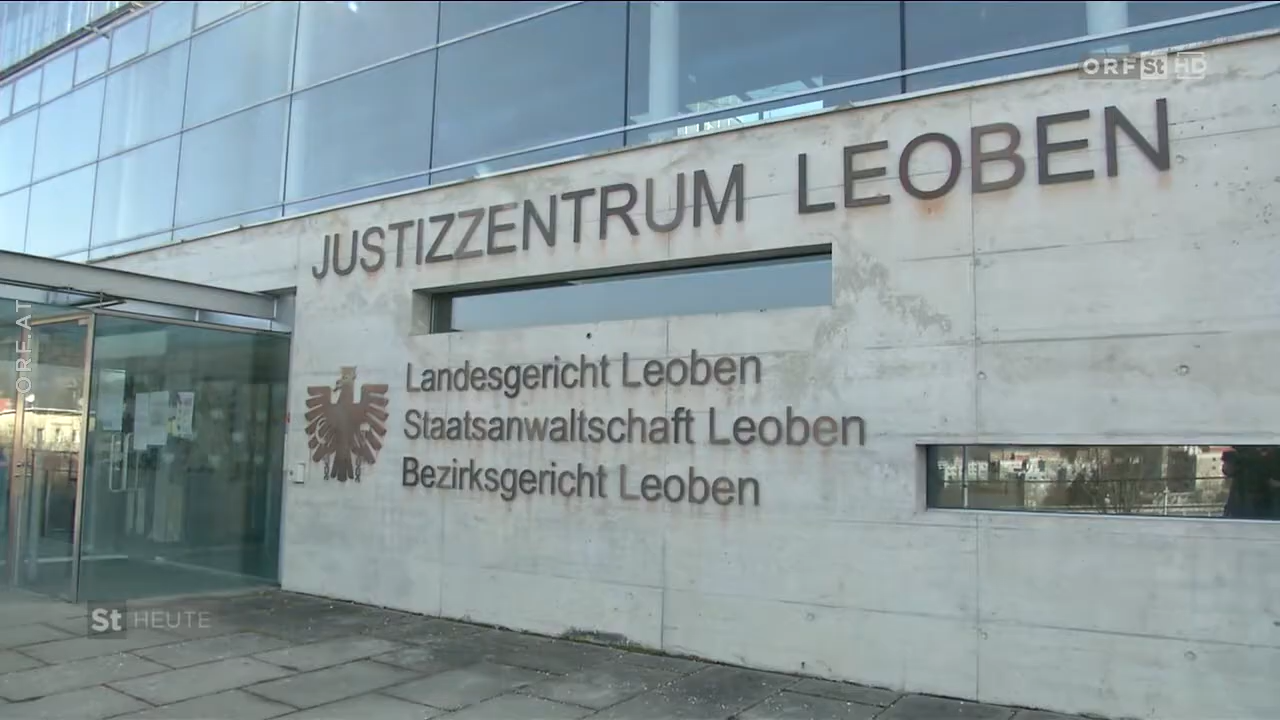 ORF St HD
JUSTIZZENTRUM LEOBEN
ORF.AT
Landesgericht Leoben
Staatsanwaltschaft Leoben
Bezirksgericht Leoben
St HEUTE